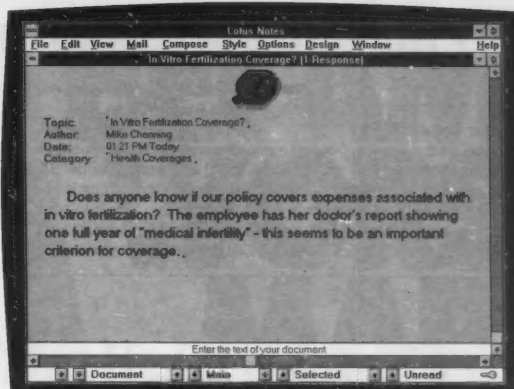 Lotus Notes
File Edit View Mail Compose Style Options Design Window Help
In Vitro Fertilization Coverage? [1 Response]
Topic: In Vitro Fertilization Coverage?
Author: Mike Channing
Date: 01:21 PM Today
Category: Health Coverages
Does anyone know if our policy covers expenses associated with
in vitro fertilization? The employee has her doctor's report showing
one full year of "medical infertility" - this seems to be an important
criterion for coverage.
Enter the text of your document
Document Main Selected Unread